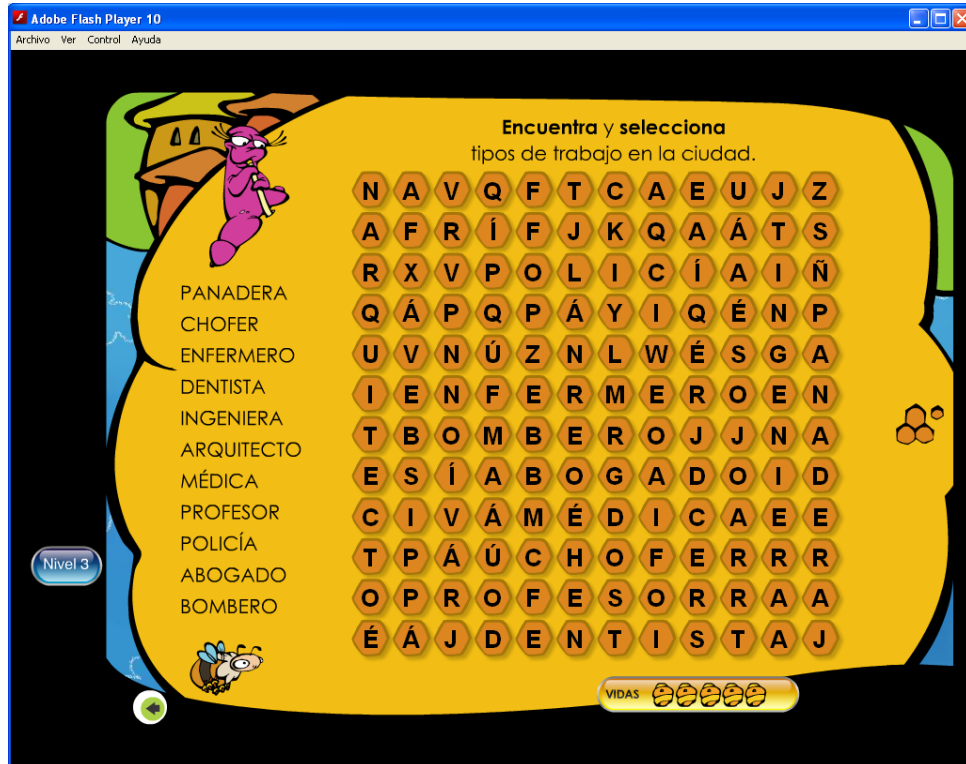 Adobe Flash Player 10
Archivo Ver Control Ayuda
Encuentra y selecciona
tipos de trabajo en la ciudad.
N A V Q F T C A E U J Z
A F R Í F J K Q A Á T S
R X V P O L I C Í A I Ñ
Q Á P Q P Á Y I Q É N P
U V N Ú Z N L W É S G A
I E N F E R M E R O E N
T B O M B E R O J J N A
E S Í A B O G A D O I D
C I V Á M É D I C A E E
T P Á Ú C H O F E R R R
O P R O F E S O R R A A
É Á J D E N T I S T A J
PANADERA
CHOFER
ENFERMERO
DENTISTA
INGENIERA
ARQUITECTO
MÉDICA
PROFESOR
POLICÍA
ABOGADO
BOMBERO
Nivel 3
VIDAS